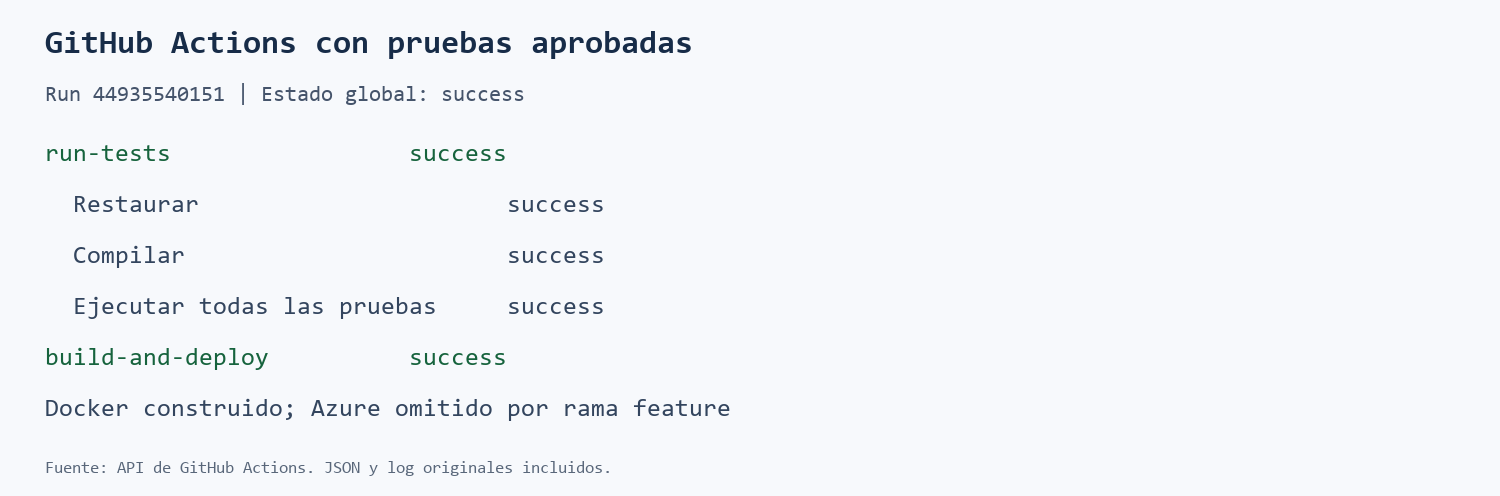 GitHub Actions con pruebas aprobadas
Run 44935540151 | Estado global: success
run-tests success
Restaurar success
Compilar success
Ejecutar todas las pruebas success
build-and-deploy success
Docker construido; Azure omitido por rama feature
Fuente: API de GitHub Actions. JSON y log originales incluidos.